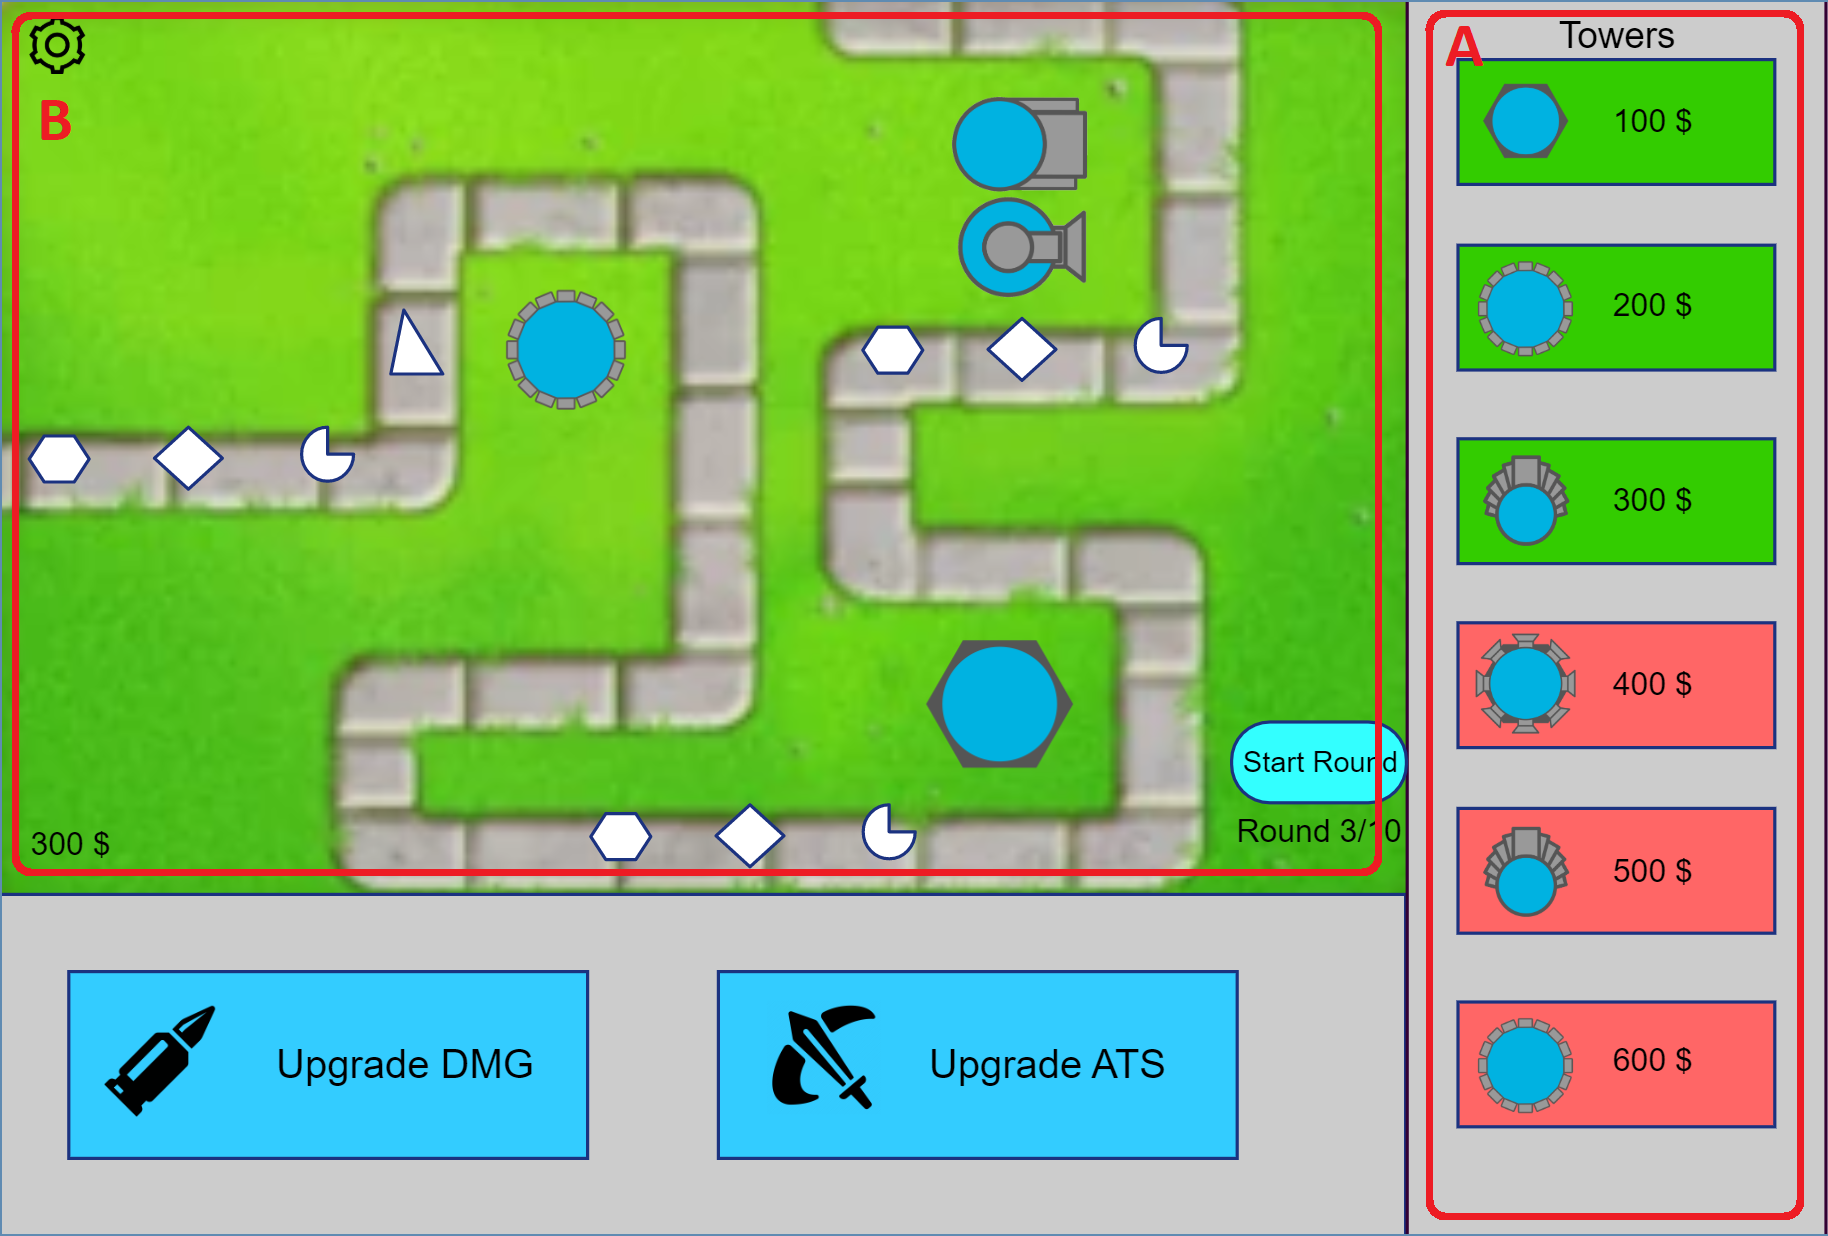 B
A
Towers
100 $
200 $
300 $
400 $
500 $
600 $
Start Round
Round 3/10
300 $
Upgrade DMG
Upgrade ATS